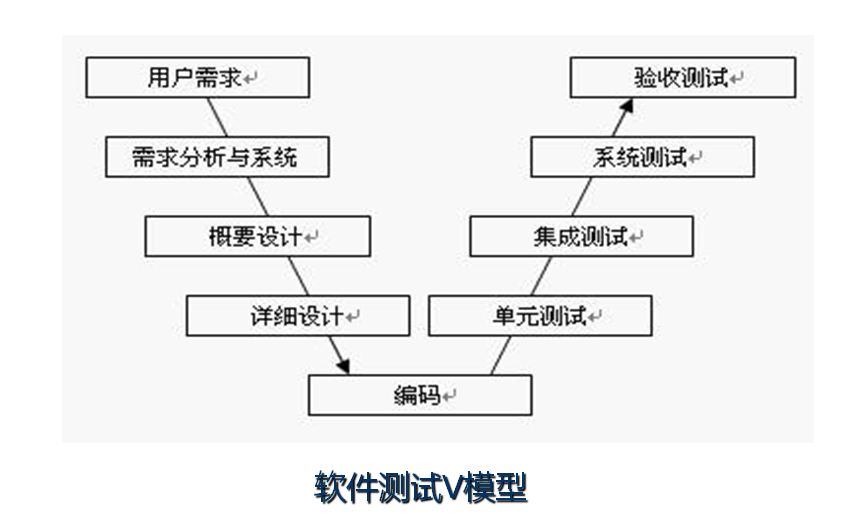 用户需求
验收测试
需求分析与系统
系统测试
概要设计
集成测试
详细设计
单元测试
编码
软件测试V模型